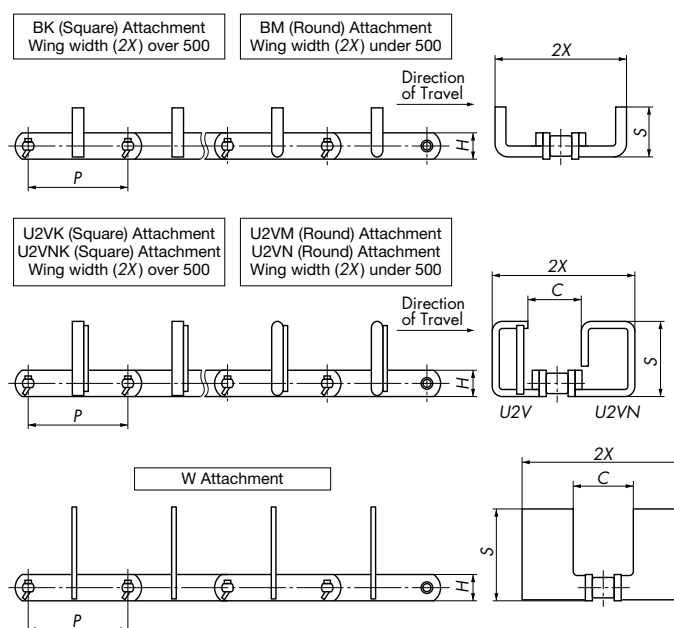 BK (Square) Attachment
Wing width (2X) over 500
BM (Round) Attachment
Wing width (2X) under 500
Direction
of Travel
2X
S
H
P
U2VK (Square) Attachment
U2VNK (Square) Attachment
Wing width (2X) over 500
U2VM (Round) Attachment
U2VN (Round) Attachment
Wing width (2X) under 500
Direction
of Travel
2X
C
S
H
P
U2V
U2VN
W Attachment
2X
C
S
H
P